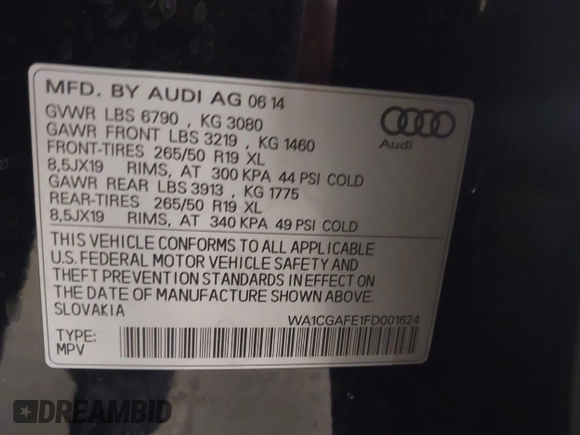 MFD. BY AUDI AG 06 14
GVWR LBS 6790 , KG 3080
GAWR FRONT LBS 3219 , KG 1460
FRONT-TIRES 265/50 R19 XL
8,5JX19 RIMS, AT 300 KPA 44 PSI COLD
GAWR REAR LBS 3913 , KG 1775
REAR-TIRES 265/50 R19 XL
8,5JX19 RIMS, AT 340 KPA 49 PSI COLD
Audi
THIS VEHICLE CONFORMS TO ALL APPLICABLE
U.S. FEDERAL MOTOR VEHICLE SAFETY AND
THEFT PREVENTION STANDARDS IN EFFECT ON
THE DATE OF MANUFACTURE SHOWN ABOVE.
SLOVAKIA
WA1CGAFE1FD001624
TYPE:
MPV
DREAMBID